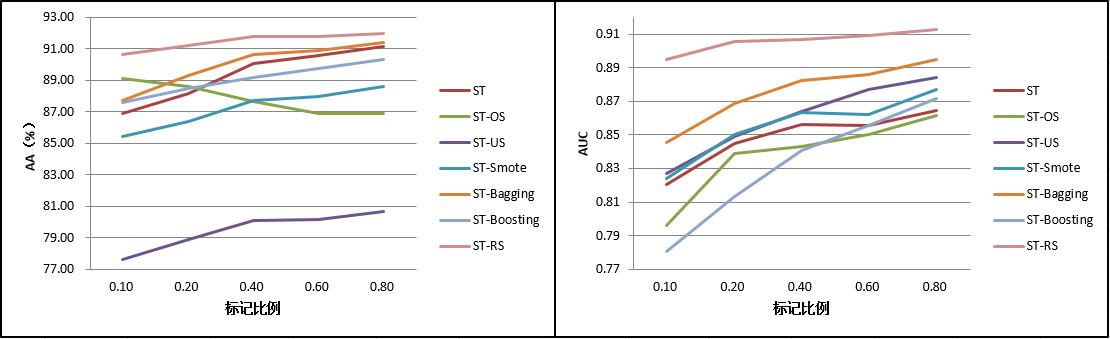 93.00
91.00
89.00
87.00
85.00
83.00
81.00
79.00
77.00
AA（%）
0.10 0.20 0.40 0.60 0.80
标记比例
ST
ST-OS
ST-US
ST-Smote
ST-Bagging
ST-Boosting
ST-RS
0.91
0.89
0.87
0.85
0.83
0.81
0.79
0.77
AUC
0.10 0.20 0.40 0.60 0.80
标记比例
ST
ST-OS
ST-US
ST-Smote
ST-Bagging
ST-Boosting
ST-RS